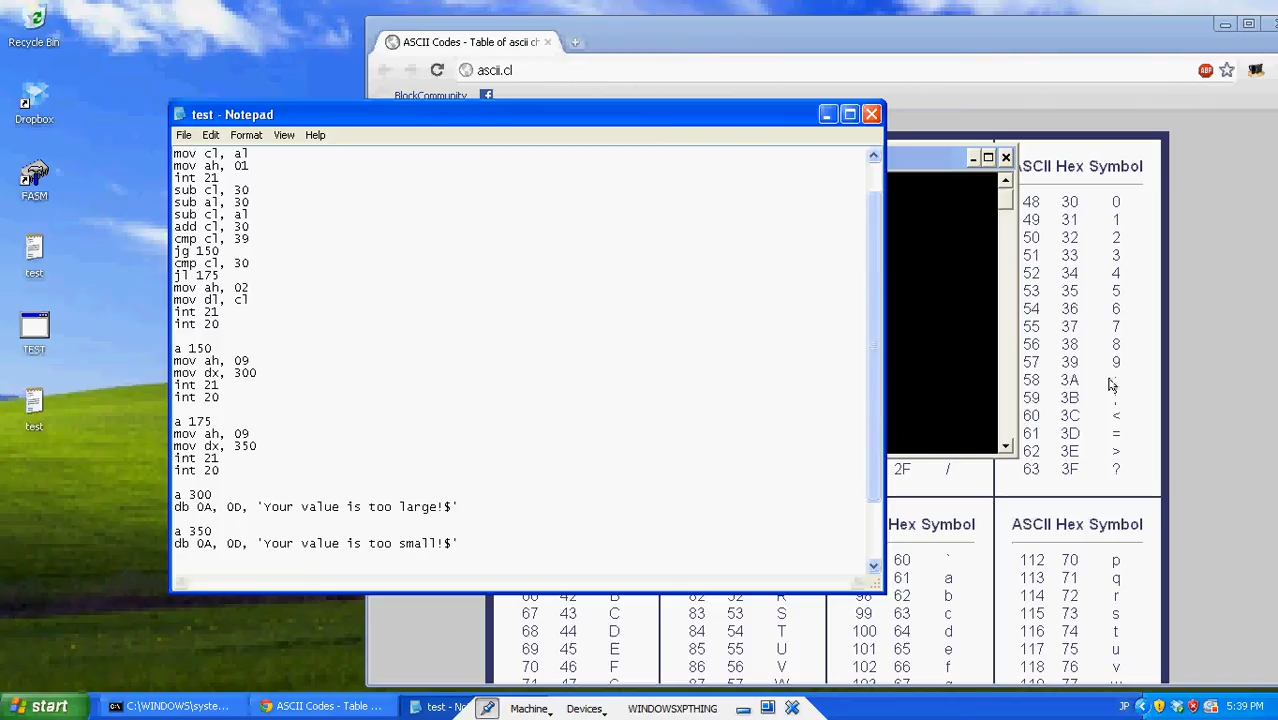 Recycle Bin
Dropbox
FASM
test
TEST
test
ASCII Codes - Table of ascii ch
ascii.cl
ABP
BlockCommunity
test - Notepad
File Edit Format View Help
mov cl, al
mov ah, 01
int 21
sub cl, 30
sub al, 30
sub cl, al
add cl, 30
cmp cl, 39
jg 150
cmp cl, 30
jl 175
mov ah, 02
mov dl, cl
int 21
int 20
a 150
mov ah, 09
mov dx, 300
int 21
int 20
a 175
mov ah, 09
mov dx, 350
int 21
int 20
a 300
db 0A, 0D, 'Your value is too large!$'
a 350
db 0A, 0D, 'Your value is too small!$'
ASCII Hex Symbol
48 30 0
49 31 1
50 32 2
51 33 3
52 34 4
53 35 5
54 36 6
55 37 7
56 38 8
57 39 9
58 3A :
59 3B ;
60 3C <
61 3D =
62 3E >
2F / 63 3F ?
Hex Symbol ASCII Hex Symbol
60 ` 112 70 p
61 a 113 71 q
66 42 B 98 62 b 114 72 r
67 43 C 83 53 S 99 63 c 115 73 s
68 44 D 84 54 T 100 64 d 116 74 t
69 45 E 85 55 U 101 65 e 117 75 u
70 46 F 86 56 V 102 66 f 118 76 v
start
C:\WINDOWS\syste...
ASCII Codes - Table ...
test - No
Machine
Devices
WINDOWSXPTHING
JP
5:39 PM